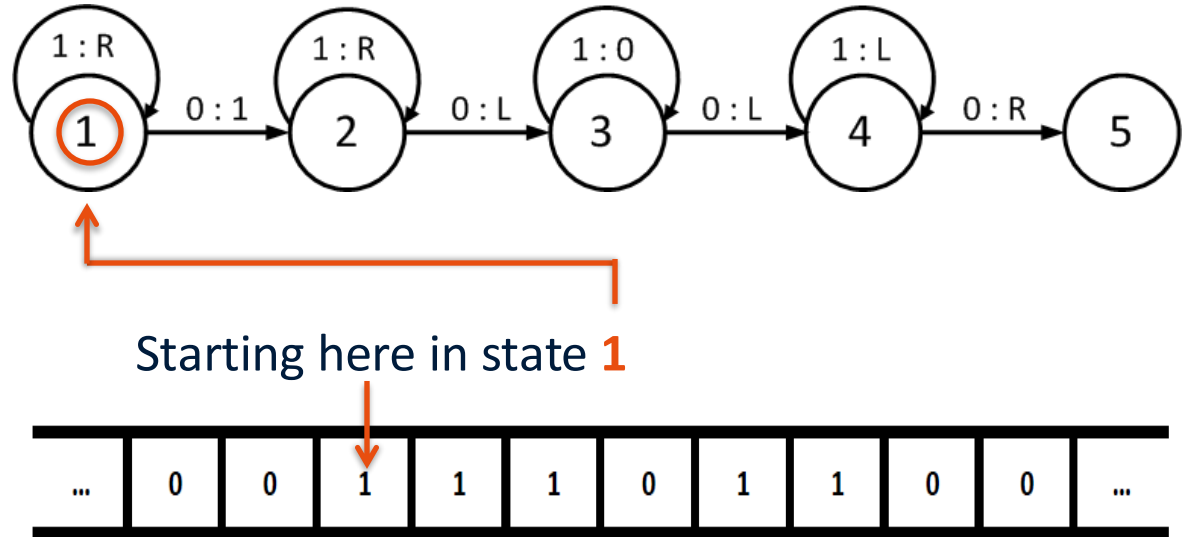 1 : R 1 : R 1 : 0 1 : L
0 : 1 0 : L 0 : L 0 : R
1 2 3 4 5
Starting here in state 1
... 0 0 1 1 1 0 1 1 0 0 ...